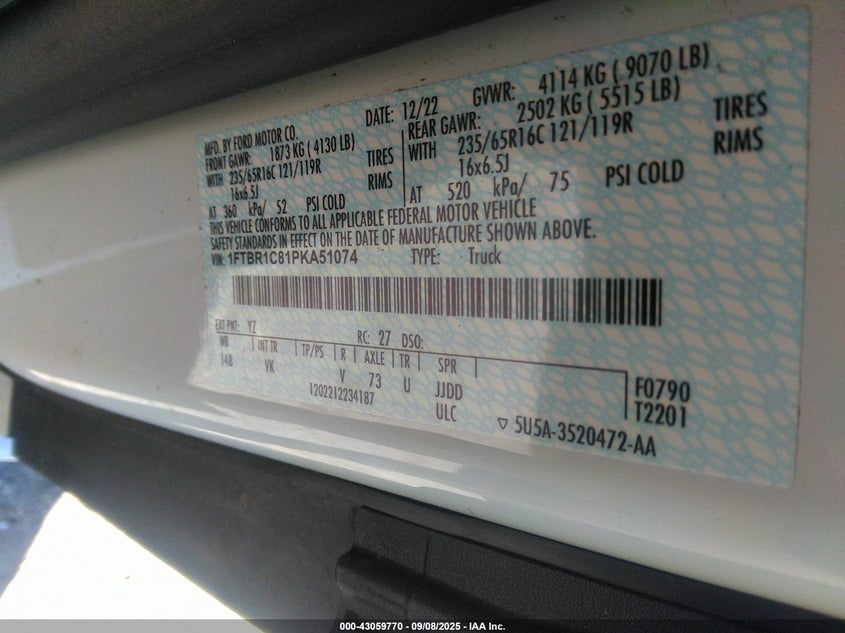 MFD. BY FORD MOTOR CO.
DATE: 12/22
GVWR: 4114 KG ( 9070 LB)
FRONT GAWR: 1873 KG ( 4130 LB)
WITH 235/65R16C 121/119R TIRES
16x6.5J RIMS
AT 360 kPa/ 52 PSI COLD
REAR GAWR: 2502 KG ( 5515 LB)
WITH 235/65R16C 121/119R TIRES
16x6.5J RIMS
AT 520 kPa/ 75 PSI COLD
THIS VEHICLE CONFORMS TO ALL APPLICABLE FEDERAL MOTOR VEHICLE
SAFETY STANDARDS IN EFFECT ON THE DATE OF MANUFACTURE SHOWN ABOVE.
VIN: 1FTBR1C81PKA51074 TYPE: Truck
EXT PNT: YZ RC: 27 DSO:
WB INT TR TP/PS R AXLE TR SPR
148 VK V 73 U JJDD
1202212234187 ULC
F0790
T2201
5U5A-3520472-AA
000-43059770 - 09/08/2025 - IAA Inc.